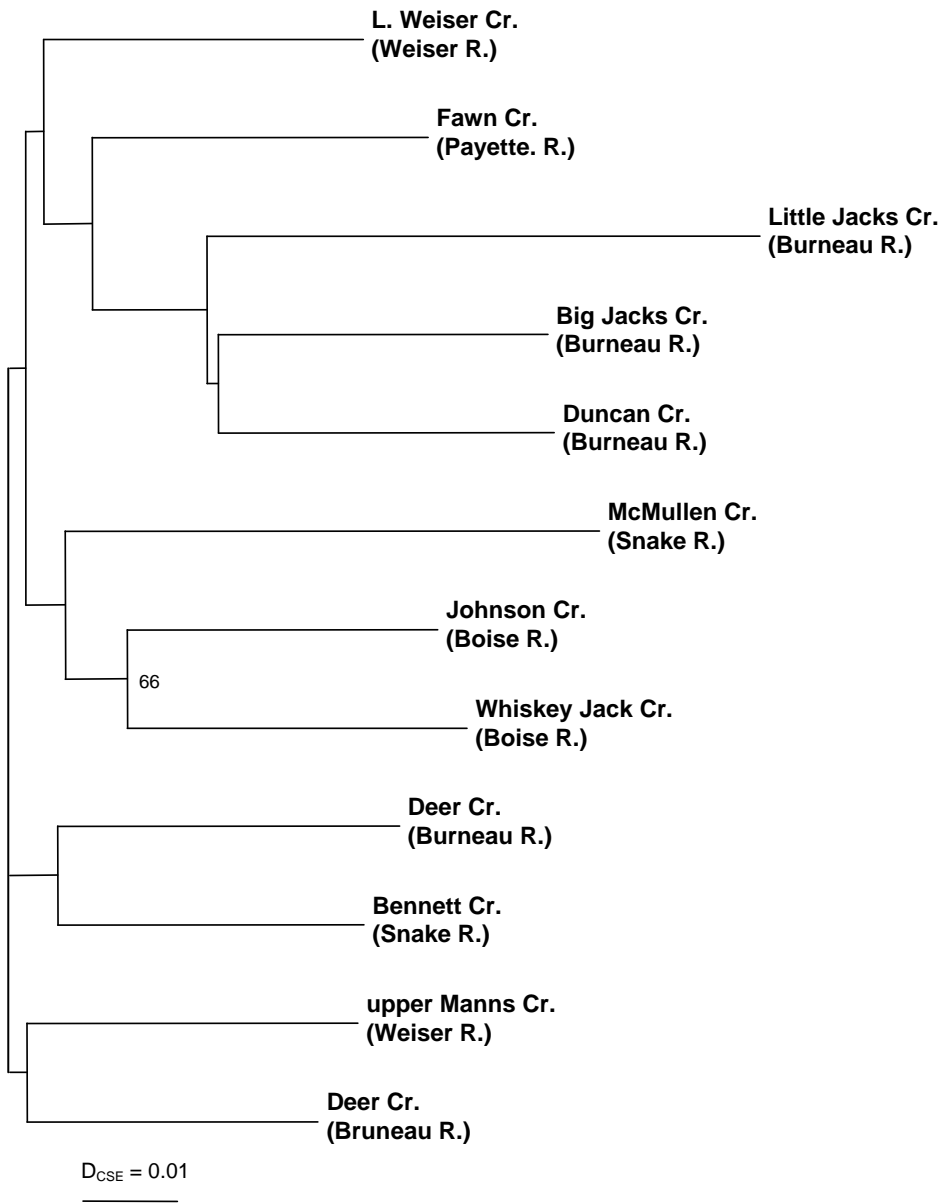 L. Weiser Cr.
(Weiser R.)
Fawn Cr.
(Payette. R.)
Little Jacks Cr.
(Burneau R.)
Big Jacks Cr.
(Burneau R.)
Duncan Cr.
(Burneau R.)
McMullen Cr.
(Snake R.)
Johnson Cr.
(Boise R.)
66
Whiskey Jack Cr.
(Boise R.)
Deer Cr.
(Burneau R.)
Bennett Cr.
(Snake R.)
upper Manns Cr.
(Weiser R.)
Deer Cr.
(Bruneau R.)
DCSE = 0.01